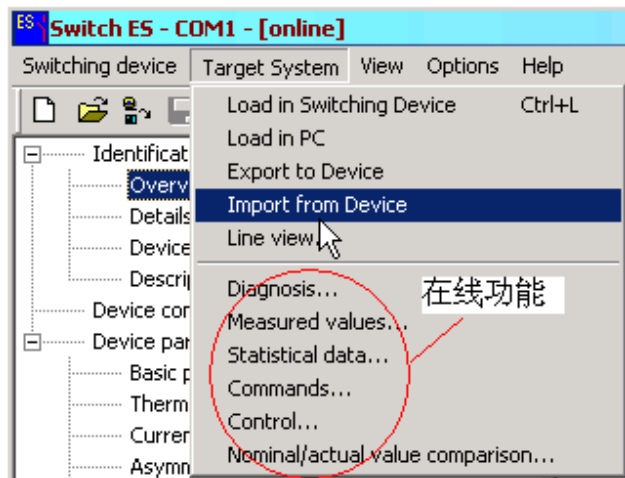 ES Switch ES - COM1 - [online]
Switching device Target System View Options Help
Load in Switching Device Ctrl+L
Load in PC
Export to Device
Import from Device
Line view
Diagnosis...
Measured values...
Statistical data...
Commands...
Control...
Nominal/actual value comparison...
在线功能
Identificat
Overv
Details
Device
Descrip
Device cor
Device par
Basic p
Therm
Curren
Asymm